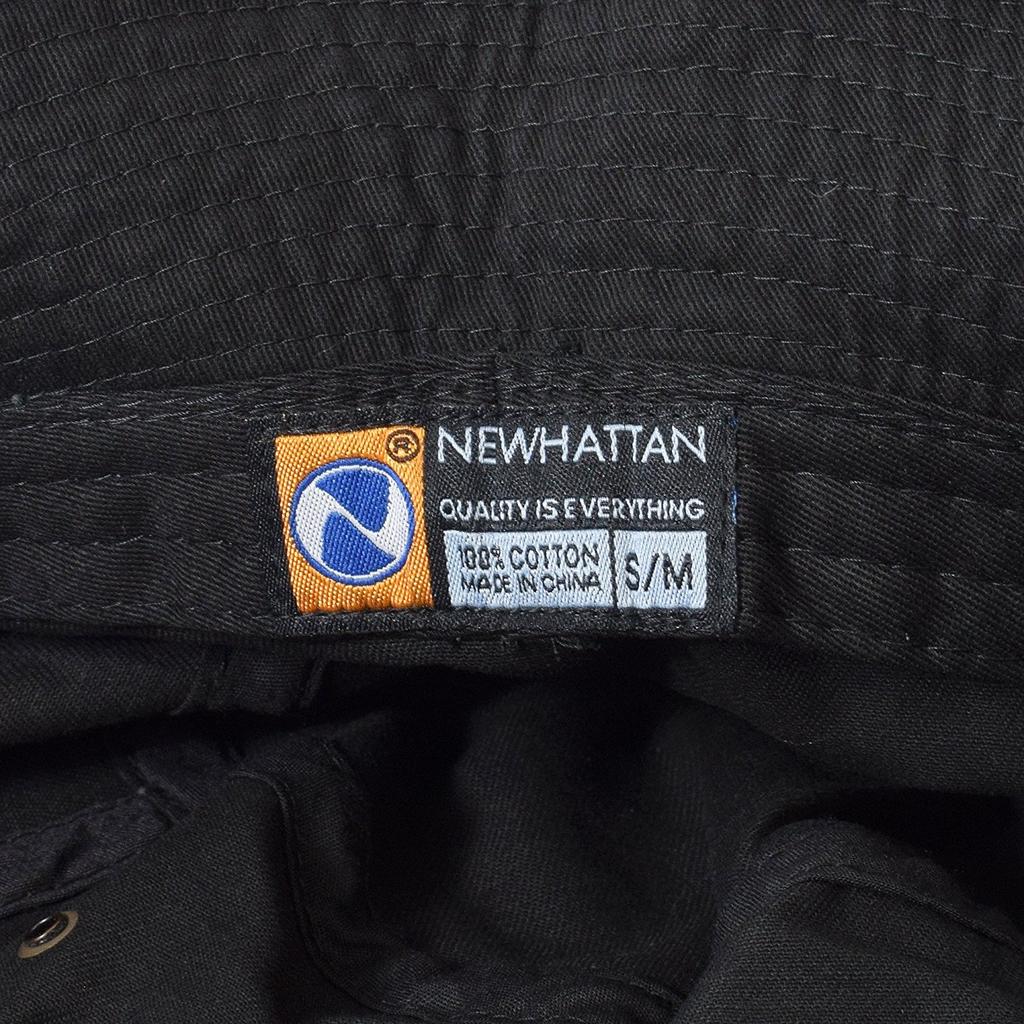 ®
NEWHATTAN
QUALITY IS EVERYTHING
100% COTTON
MADE IN CHINA
S/M